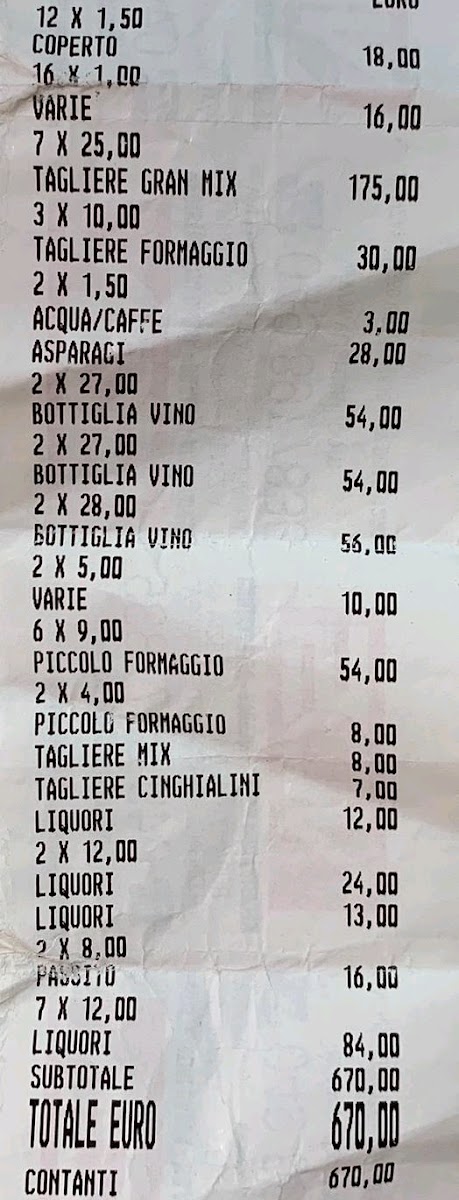 EURO
12 X 1,50
COPERTO 18,00
16 X 1,00
VARIE 16,00
7 X 25,00
TAGLIERE GRAN MIX 175,00
3 X 10,00
TAGLIERE FORMAGGIO 30,00
2 X 1,50
ACQUA/CAFFE 3,00
ASPARAGI 28,00
2 X 27,00
BOTTIGLIA VINO 54,00
2 X 27,00
BOTTIGLIA VINO 54,00
2 X 28,00
BOTTIGLIA VINO 56,00
2 X 5,00
VARIE 10,00
6 X 9,00
PICCOLO FORMAGGIO 54,00
2 X 4,00
PICCOLO FORMAGGIO 8,00
TAGLIERE MIX 8,00
TAGLIERE CINGHIALINI 7,00
LIQUORI 12,00
2 X 12,00
LIQUORI 24,00
LIQUORI 13,00
2 X 8,00
PASSITO 16,00
7 X 12,00
LIQUORI 84,00
SUBTOTALE 670,00
TOTALE EURO 670,00
CONTANTI 670,00